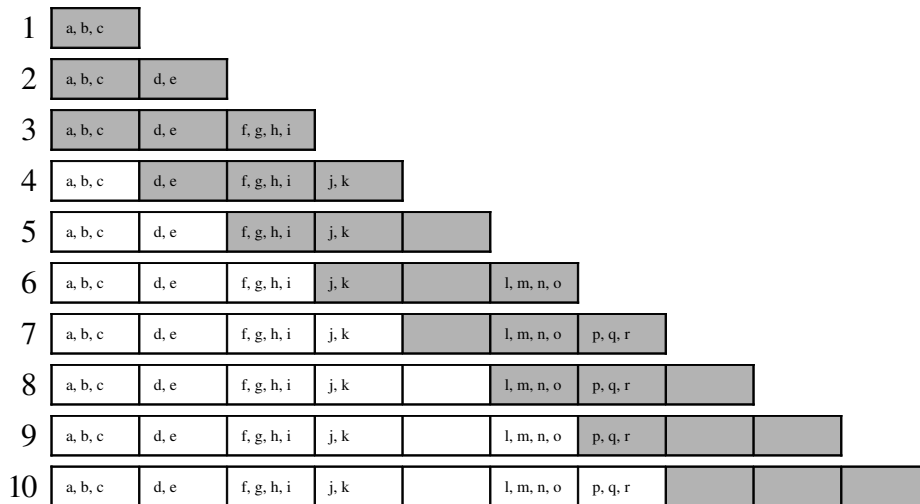 1 a, b, c
2 a, b, c d, e
3 a, b, c d, e f, g, h, i
4 a, b, c d, e f, g, h, i j, k
5 a, b, c d, e f, g, h, i j, k
6 a, b, c d, e f, g, h, i j, k l, m, n, o
7 a, b, c d, e f, g, h, i j, k l, m, n, o p, q, r
8 a, b, c d, e f, g, h, i j, k l, m, n, o p, q, r
9 a, b, c d, e f, g, h, i j, k l, m, n, o p, q, r
10 a, b, c d, e f, g, h, i j, k l, m, n, o p, q, r